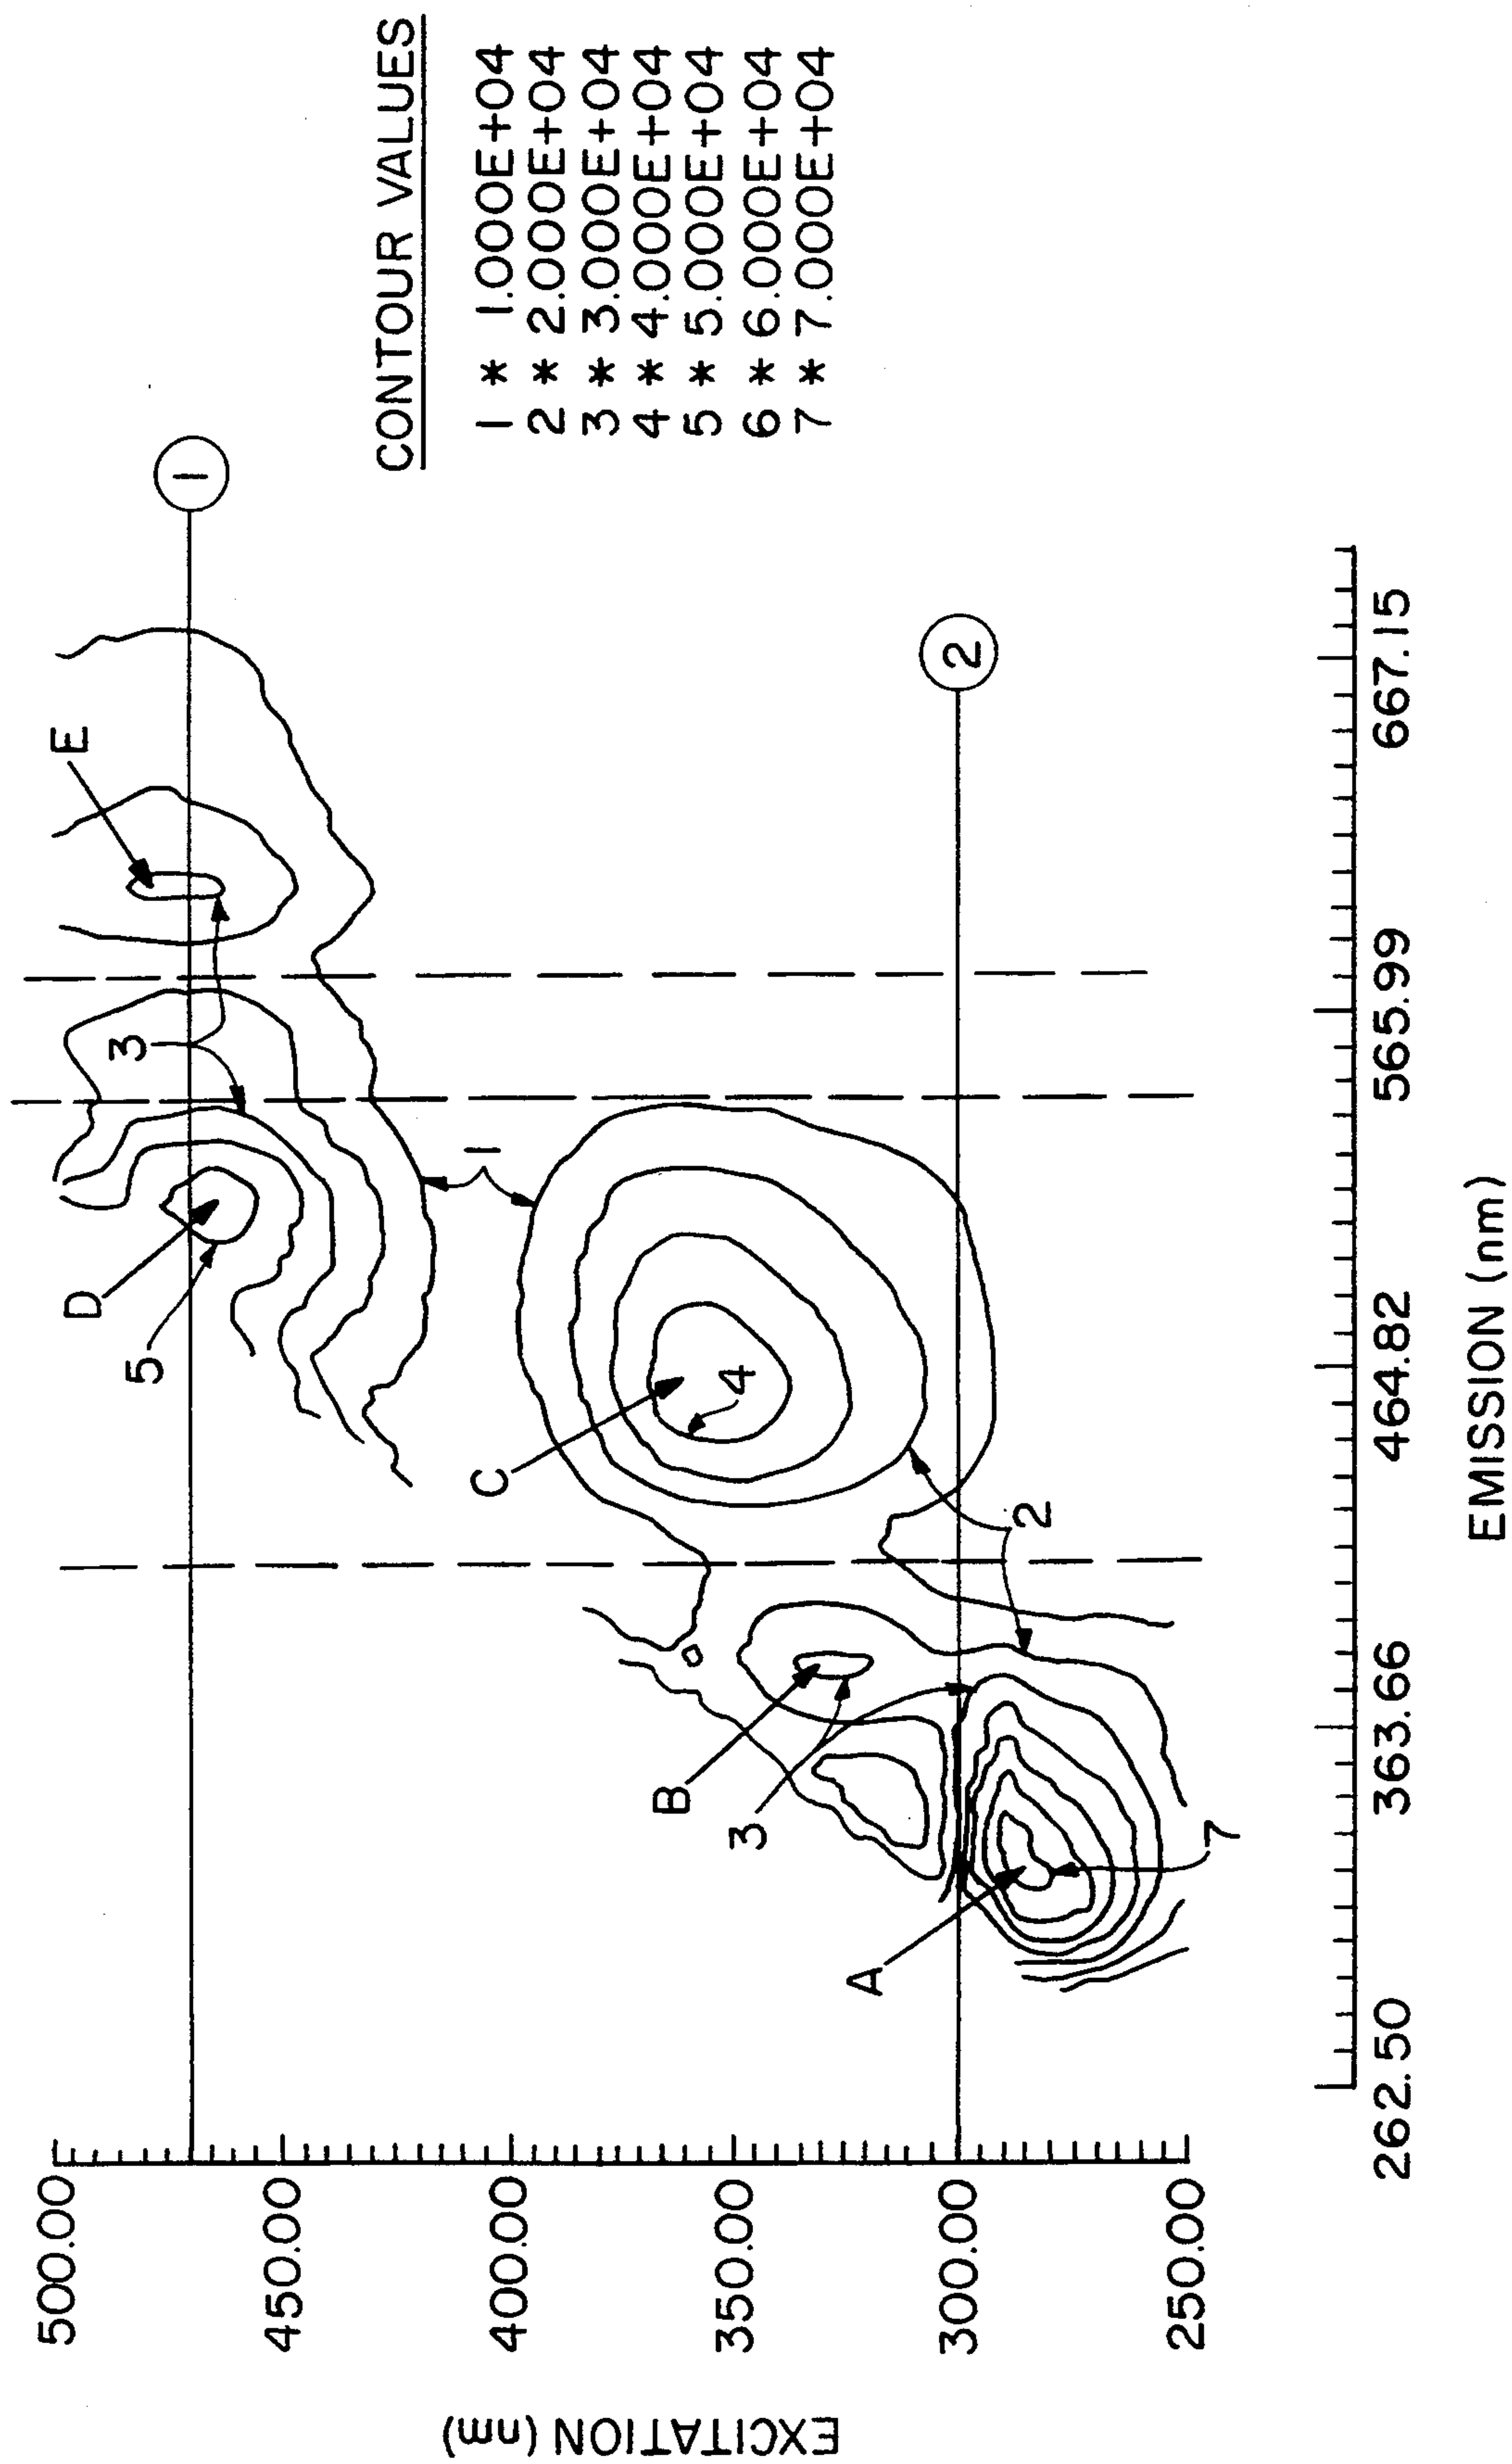 CONTOUR VALUES
1 * 1.000E+04
2 * 2.000E+04
3 * 3.000E+04
4 * 4.000E+04
5 * 5.000E+04
6 * 6.000E+04
7 * 7.000E+04
1
2
E
3
D
5
1
C
4
2
B
3
A
7
500.00
450.00
400.00
350.00
300.00
250.00
EXCITATION (nm)
262.50
363.66
464.82
565.99
667.15
EMISSION (nm)